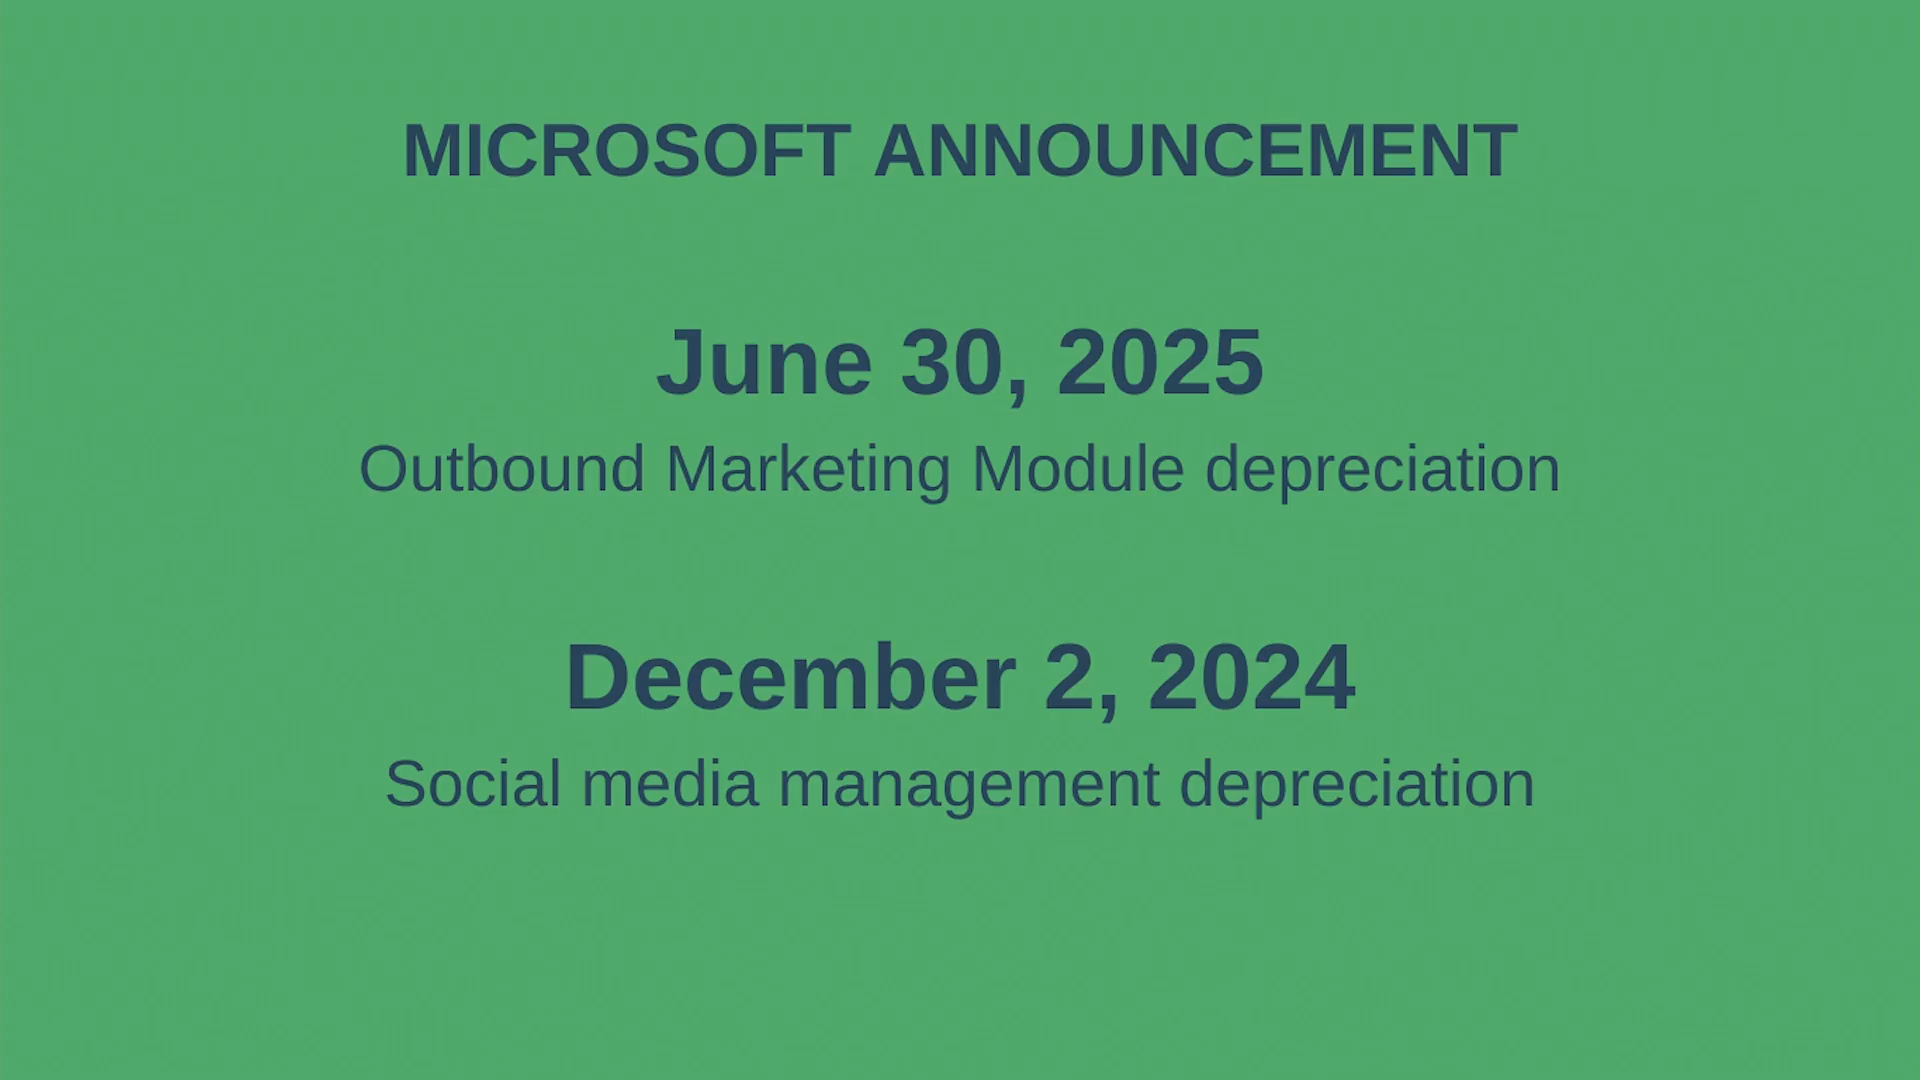 MICROSOFT ANNOUNCEMENT
June 30, 2025
Outbound Marketing Module depreciation
December 2, 2024
Social media management depreciation